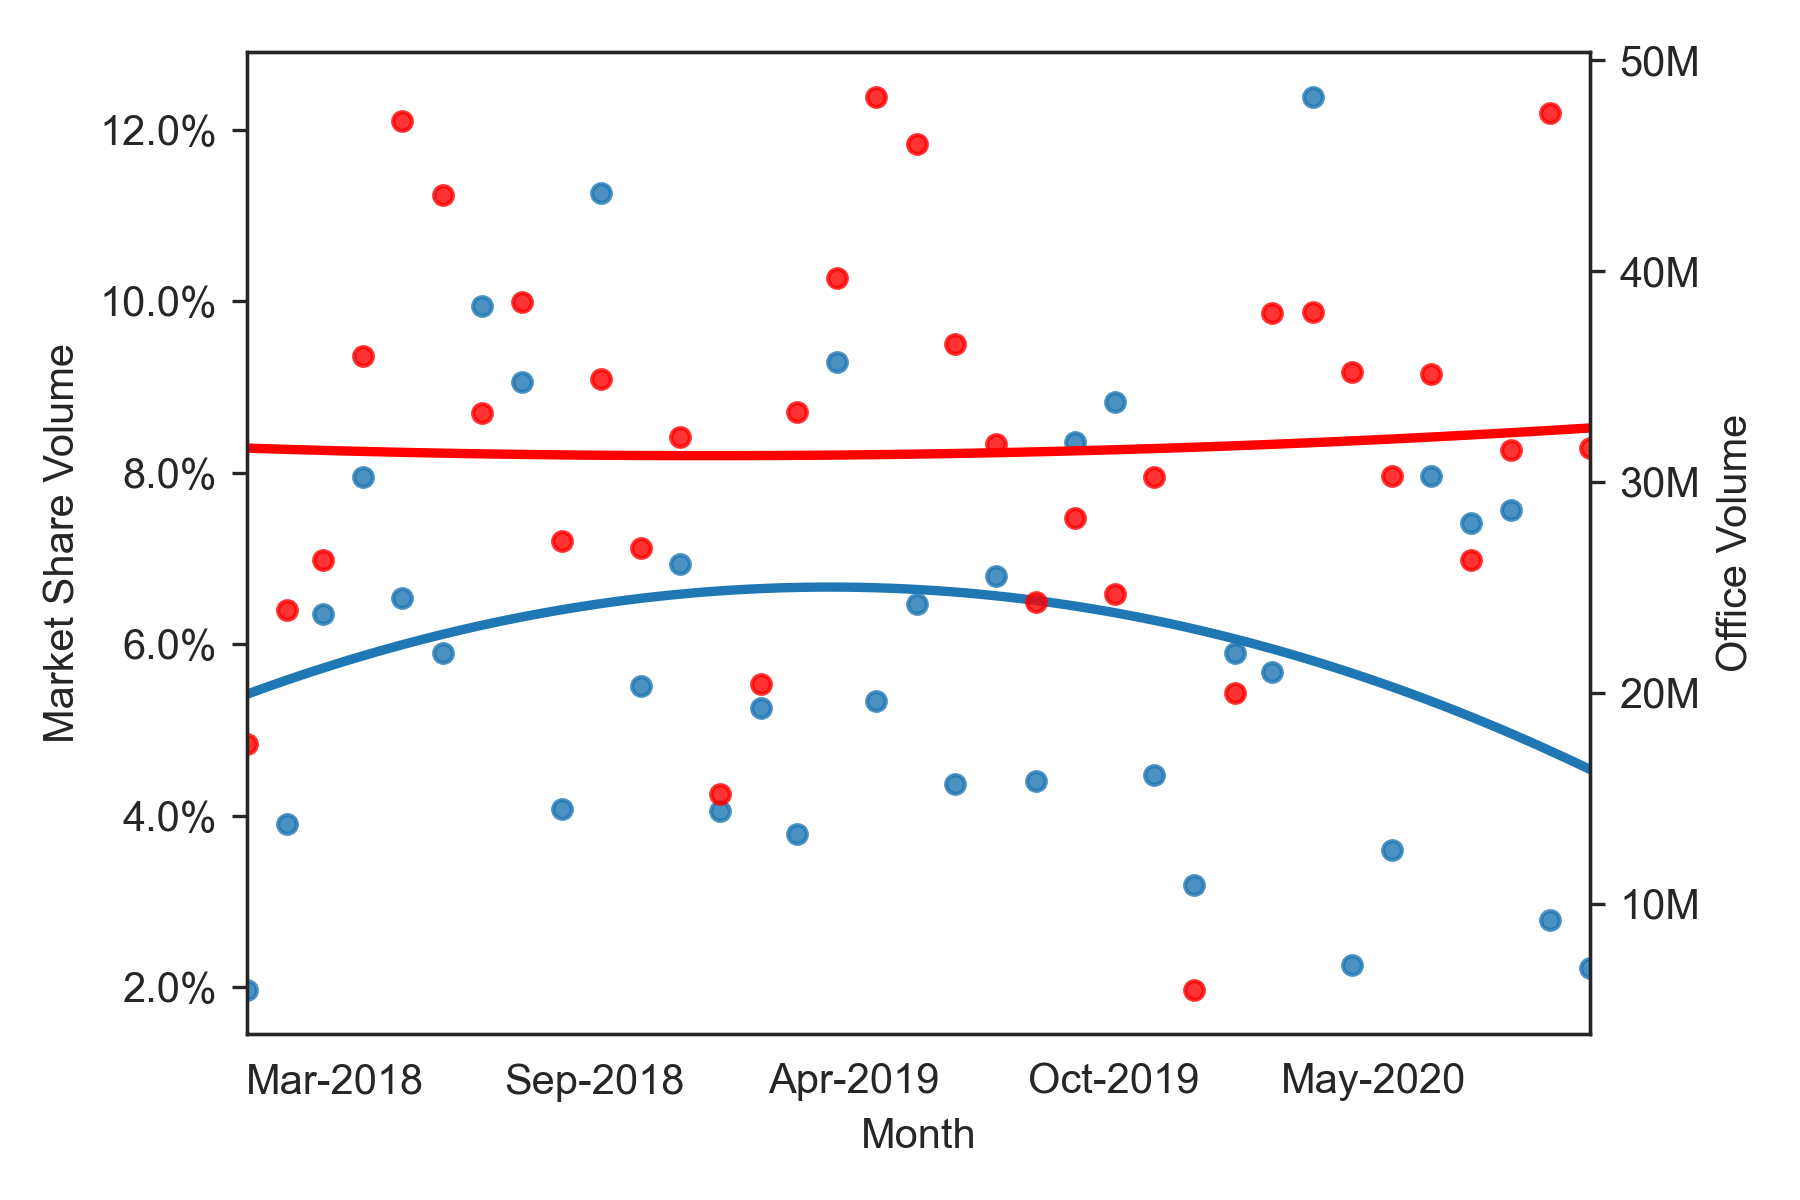 Market Share Volume
12.0%
10.0%
8.0%
6.0%
4.0%
2.0%
50M
40M
30M
20M
10M
Office Volume
Mar-2018 Sep-2018 Apr-2019 Oct-2019 May-2020
Month